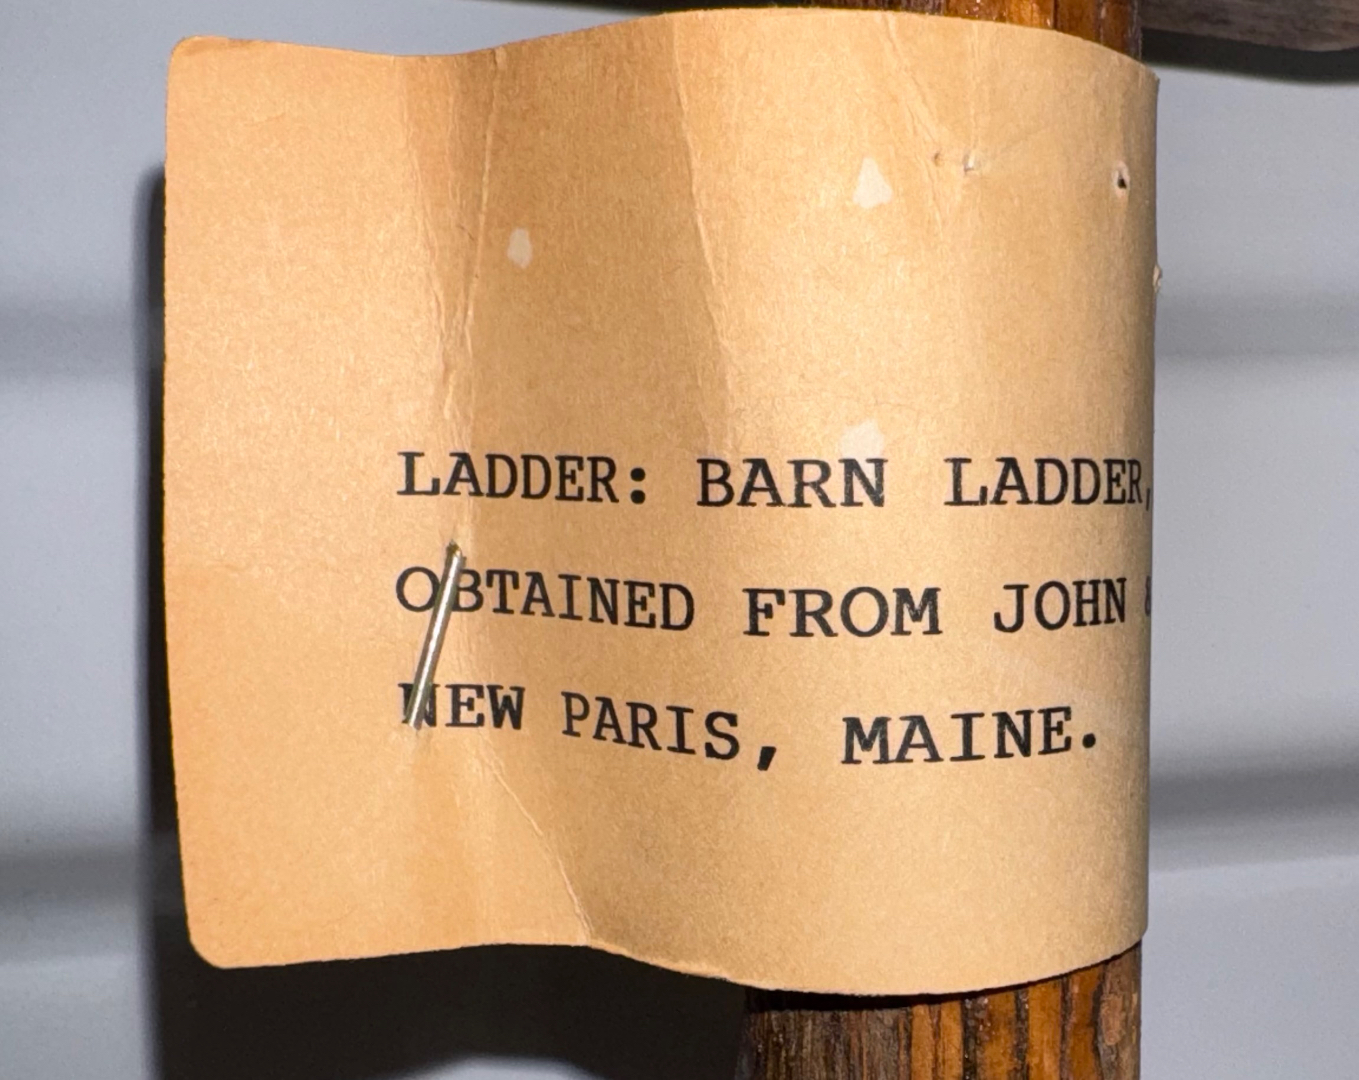 LADDER: BARN LADDER,
OBTAINED FROM JOHN
NEW PARIS, MAINE.